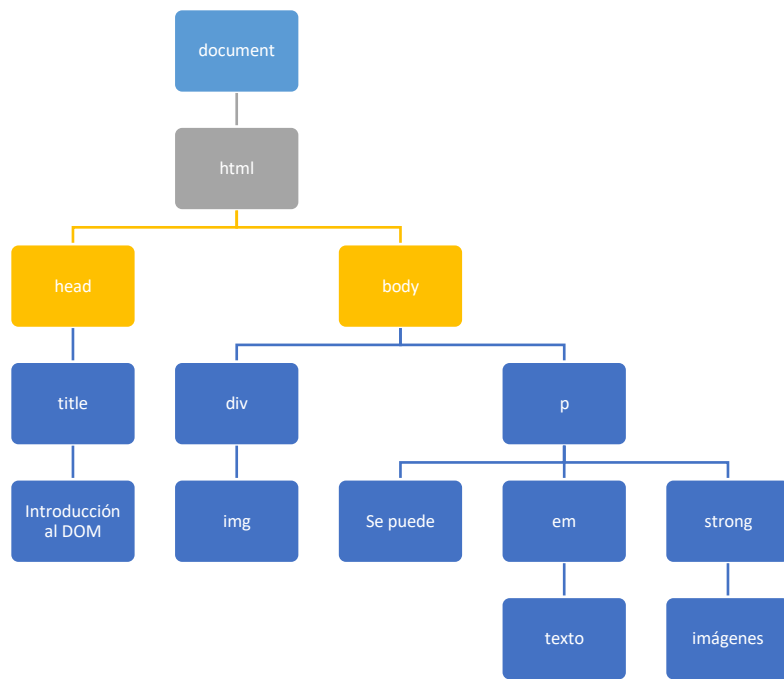 document
html
head
body
title
div
p
Introducción
al DOM
img
Se puede
em
strong
texto
imágenes